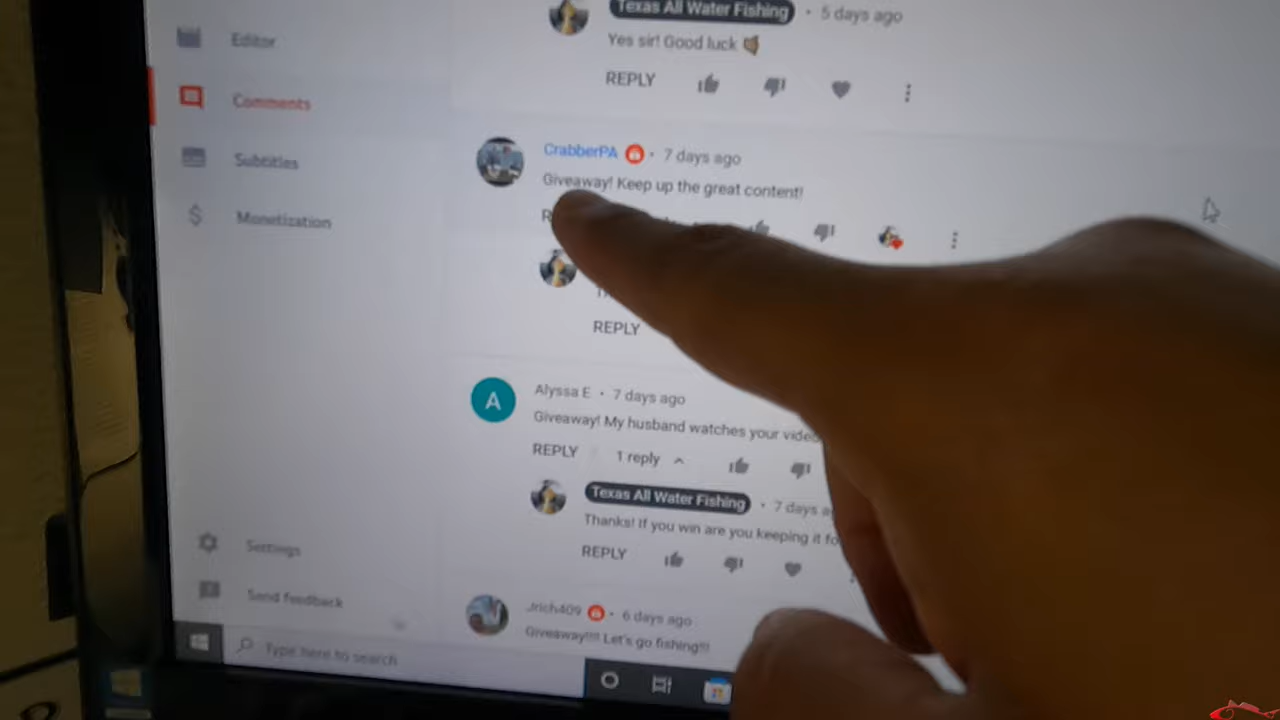 Texas All Water Fishing • 5 days ago
Yes sir! Good luck
REPLY
Editor
Comments
Subtitles
Monetization
CrabberPA • 7 days ago
Giveaway! Keep up the great content!
REPLY
Alyssa E • 7 days ago
Giveaway! My husband watches your
REPLY 1 reply
Texas All Water Fishing • 7 days
Thanks! If you win are you keeping it
REPLY
Jrich409 • 6 days ago
Giveaway!!!! Let's go fishing!!!
Settings
Send feedback
Type here to search